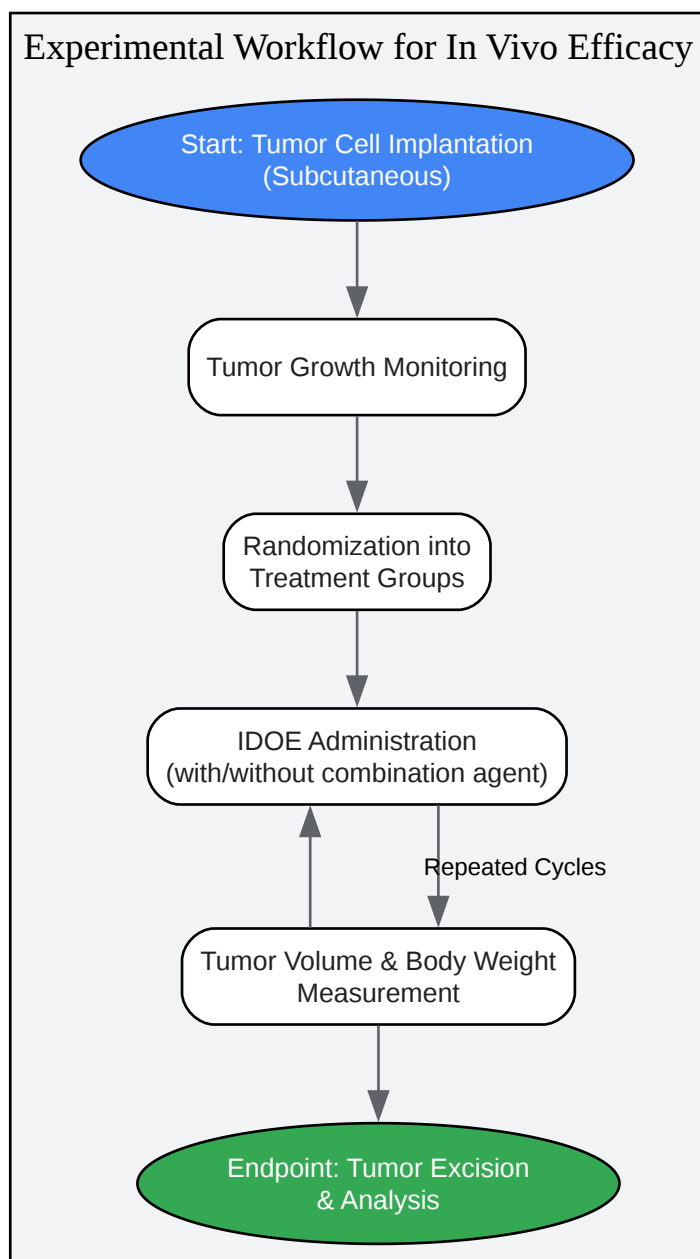 Experimental Workflow for In Vivo Efficacy
Start: Tumor Cell Implantation
(Subcutaneous)
Tumor Growth Monitoring
Randomization into
Treatment Groups
IDOE Administration
(with/without combination agent)
Repeated Cycles
Tumor Volume & Body Weight
Measurement
Endpoint: Tumor Excision
& Analysis